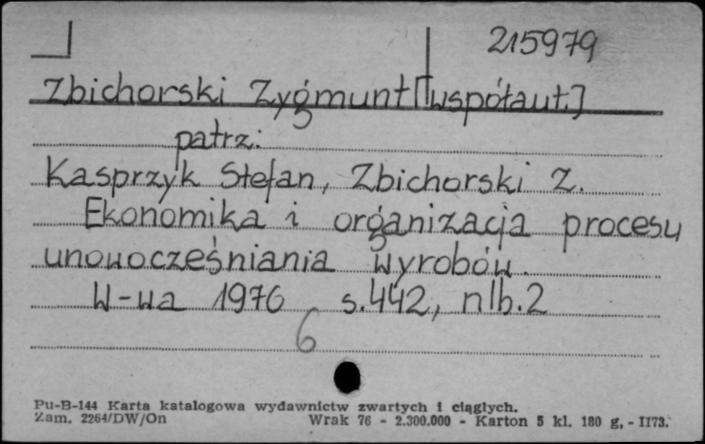 215979
Zbichorski Zygmunt [współaut.]
patrz:
Kasprzyk Stefan, Zbichorski Z.
Ekonomika i organizacja procesu
unowocześniania wyrobów.
W-wa 1976 s.442, nlb.2
6
Pu-B-144 Karta katalogowa wydawnictw zwartych i ciągłych.
Zam. 2264/DW/On Wrak 76 - 2.300.000 - Karton 5 kl. 180 g. - II73.